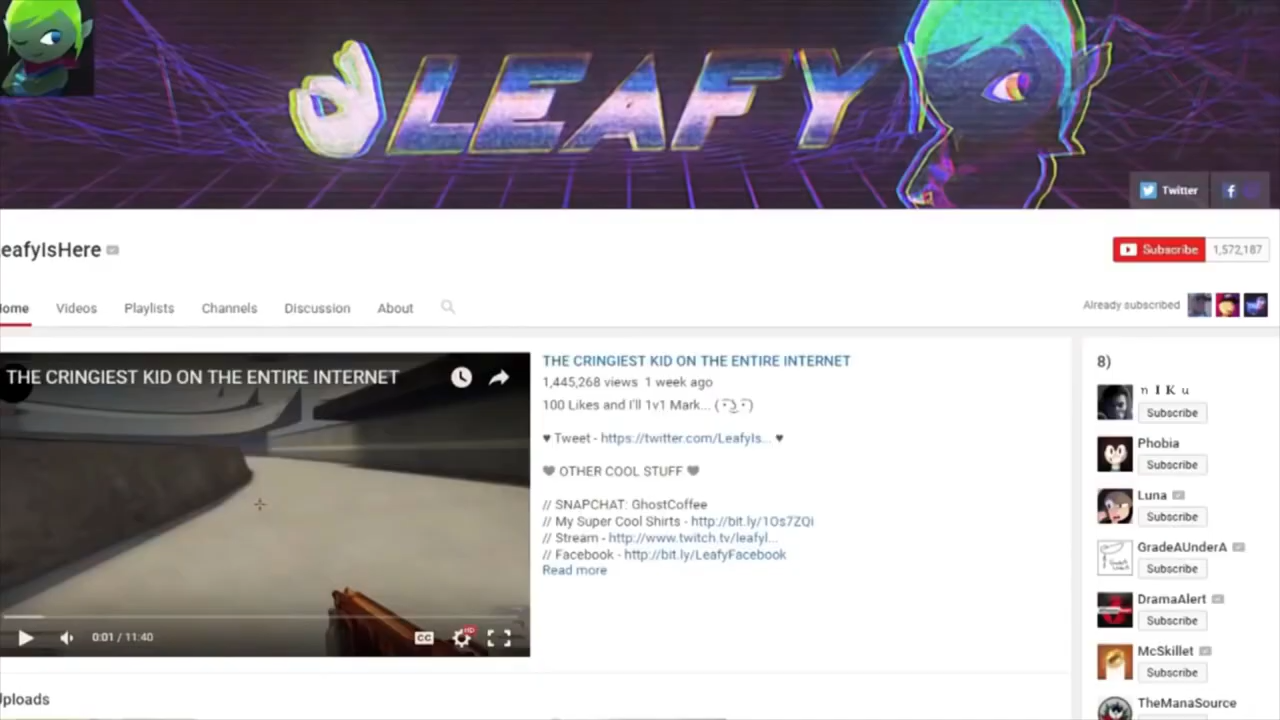 LEAFY
Twitter
eafyIsHere
Subscribe 1,572,187
ome Videos Playlists Channels Discussion About
Already subscribed
THE CRINGIEST KID ON THE ENTIRE INTERNET
THE CRINGIEST KID ON THE ENTIRE INTERNET
1,445,268 views 1 week ago
100 Likes and I'll 1v1 Mark...
♥ Tweet - https://twitter.com/LeafyIs... ♥
♥ OTHER COOL STUFF ♥
// SNAPCHAT: GhostCoffee
// My Super Cool Shirts - http://bit.ly/1Os7ZQi
// Stream - http://www.twitch.tv/leafyl...
// Facebook - http://bit.ly/LeafyFacebook
Read more
0:01 / 11:40
CC
HD
8)
n I K u
Subscribe
Phobia
Subscribe
Luna
Subscribe
GradeAUnderA
Subscribe
DramaAlert
Subscribe
McSkillet
Subscribe
TheManaSource
Uploads